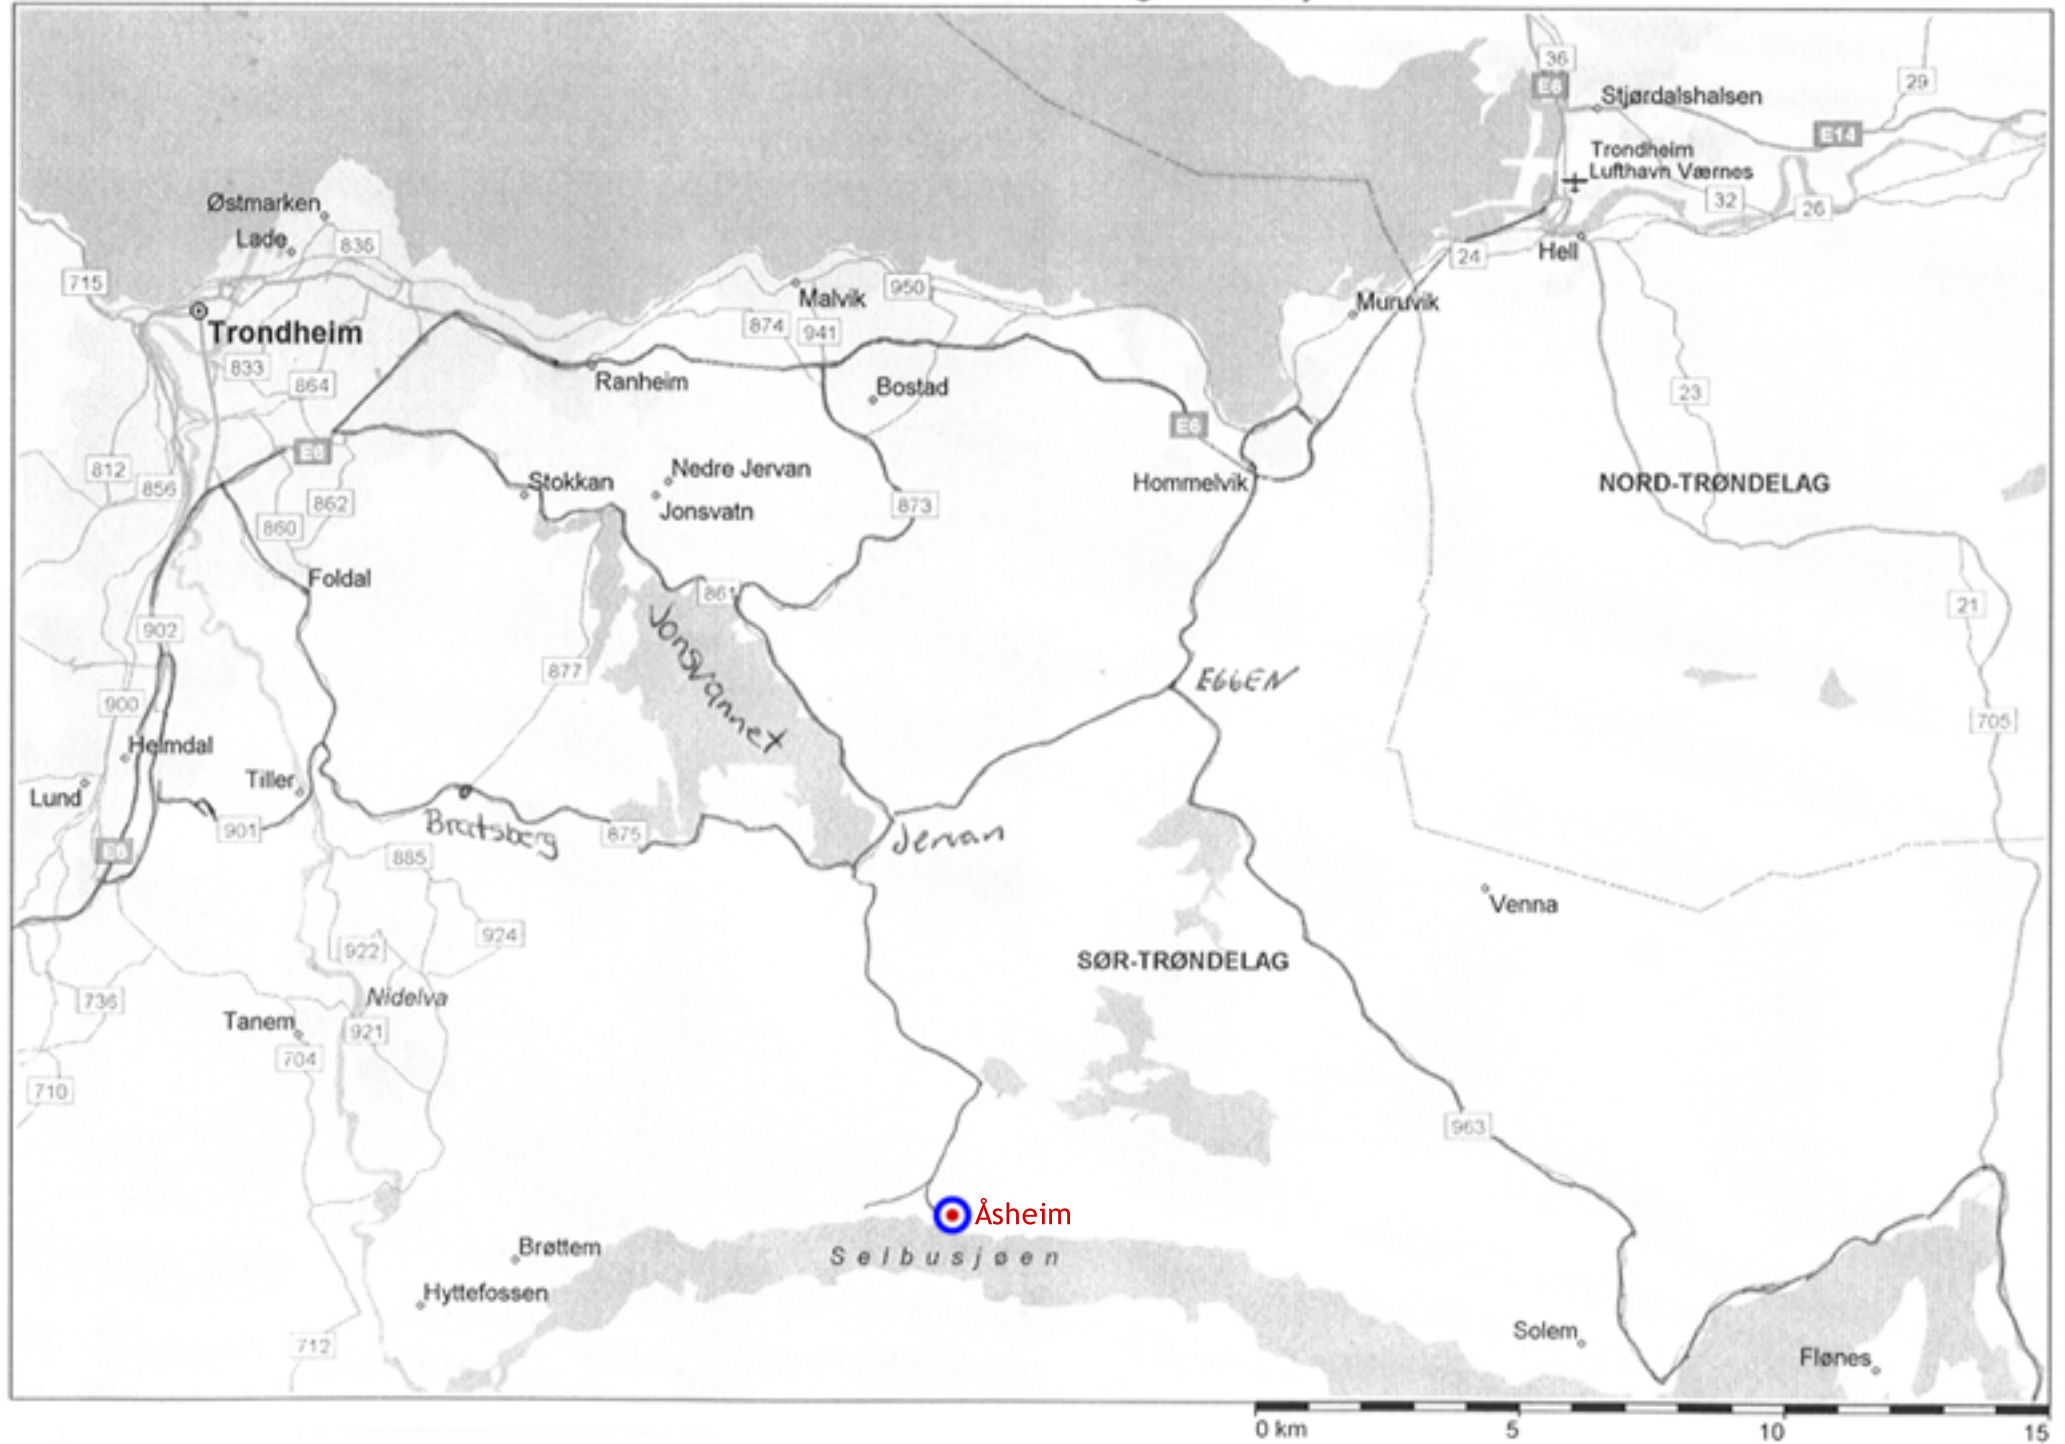 36
E6
Stjørdalshalsen
29
E14
Trondheim
Lufthavn Værnes
32
26
Østmarken
Lade
836
24
Hell
715
Malvik
950
Muruvik
Trondheim
874
941
833
864
Ranheim
Bostad
23
E6
E6
812
856
862
860
Stokkan
Nedre Jervan
Jonsvatn
873
Hommelvik
NORD-TRØNDELAG
Foldal
861
21
902
Jonsvannet
877
EGGEN
900
705
Heimdal
Tiller
Lund
901
Bratsberg
875
Jervan
E6
885
Venna
922
924
SØR-TRØNDELAG
736
Nidelva
Tanem
921
704
710
963
Åsheim
Brøttem
Selbusjøen
Hyttefossen
712
Solem
Flønes
0 km
5
10
15